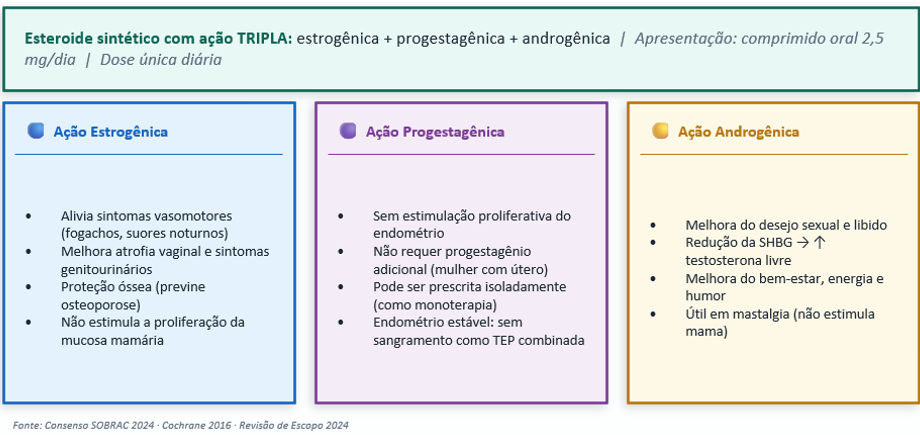 Esteroide sintético com ação TRIPLA: estrogênica + progestagênica + androgênica | Apresentação: comprimido oral 2,5
mg/dia | Dose única diária
Ação Estrogênica
• Alivia sintomas vasomotores
(fogachos, suores noturnos)
• Melhora atrofia vaginal e sintomas
genitourinários
• Proteção óssea (previne
osteoporose)
• Não estimula a proliferação da
mucosa mamária
Ação Progestagênica
• Sem estimulação proliferativa do
endométrio
• Não requer progestagênio
adicional (mulher com útero)
• Pode ser prescrita isoladamente
(como monoterapia)
• Endométrio estável: sem
sangramento como TEP combinada
Ação Androgênica
• Melhora do desejo sexual e libido
• Redução da SHBG → ↑
testosterona livre
• Melhora do bem-estar, energia e
humor
• Útil em mastalgia (não estimula
mama)
Fonte: Consenso SOBRAC 2024 · Cochrane 2016 · Revisão de Escopo 2024